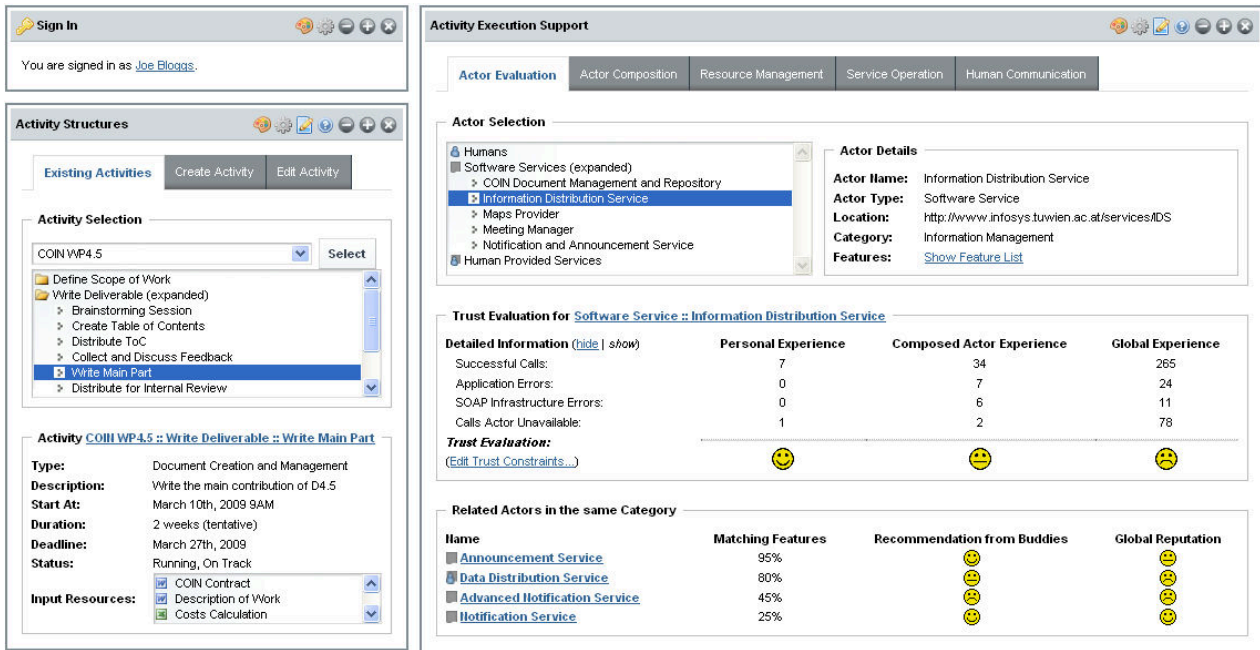 Sign In
You are signed in as Joe Bloggs.
Activity Structures
Existing Activities Create Activity Edit Activity
Activity Selection
COIN WP4.5 Select
Define Scope of Work
Write Deliverable (expanded)
Brainstorming Session
Create Table of Contents
Distribute ToC
Collect and Discuss Feedback
Write Main Part
Distribute for Internal Review
Activity COIN WP4.5 :: Write Deliverable :: Write Main Part
Type: Document Creation and Management
Description: Write the main contribution of D4.5
Start At: March 10th, 2009 9AM
Duration: 2 weeks (tentative)
Deadline: March 27th, 2009
Status: Running, On Track
Input Resources: COIN Contract
Description of Work
Costs Calculation
Activity Execution Support
Actor Evaluation Actor Composition Resource Management Service Operation Human Communication
Actor Selection
Humans
Software Services (expanded)
COIN Document Management and Repository
Information Distribution Service
Maps Provider
Meeting Manager
Notification and Announcement Service
Human Provided Services
Actor Details
Actor Name: Information Distribution Service
Actor Type: Software Service
Location: http://www.infosys.tuwien.ac.at/services/IDS
Category: Information Management
Features: Show Feature List
Trust Evaluation for Software Service :: Information Distribution Service
Detailed Information (hide | show) Personal Experience Composed Actor Experience Global Experience
Successful Calls: 7 34 265
Application Errors: 0 7 24
SOAP Infrastructure Errors: 0 6 11
Calls Actor Unavailable: 1 2 78
Trust Evaluation:
(Edit Trust Constraints...)
Related Actors in the same Category
Name Matching Features Recommendation from Buddies Global Reputation
Announcement Service 95%
Data Distribution Service 80%
Advanced Notification Service 45%
Notification Service 25%